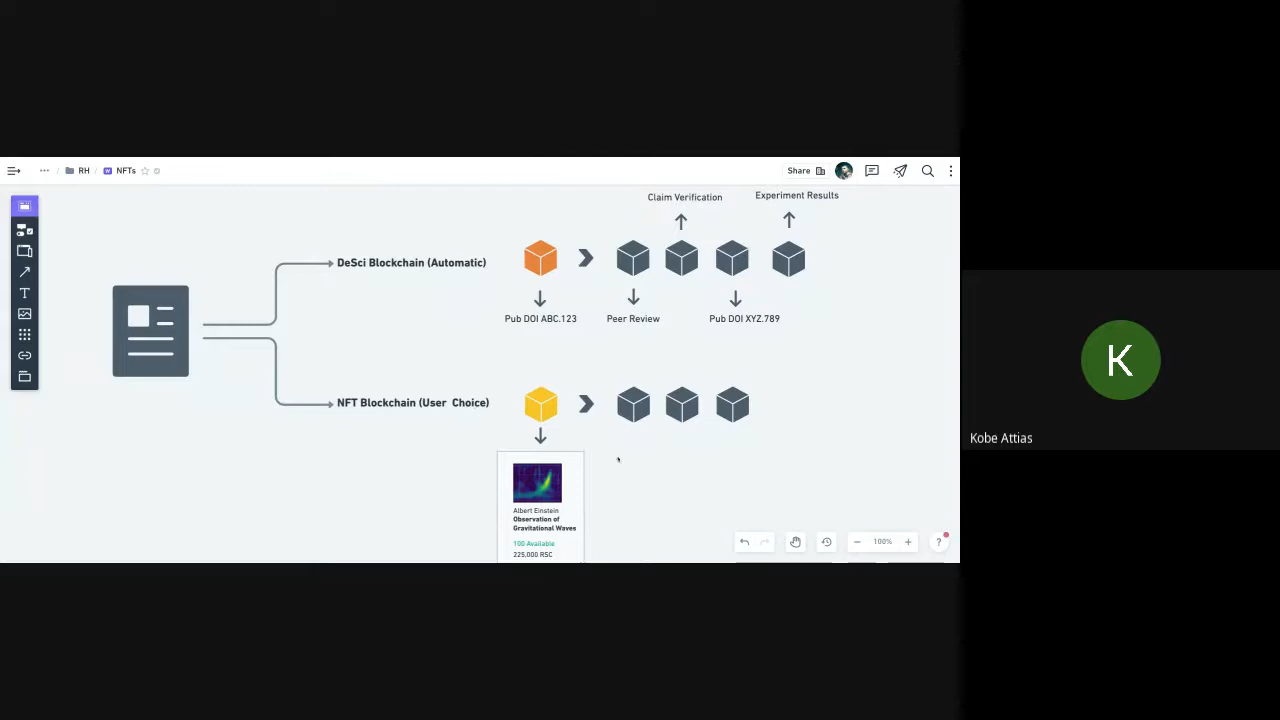 ... / RH / NFTs
Share
Claim Verification
Experiment Results
DeSci Blockchain (Automatic)
Pub DOI ABC.123
Peer Review
Pub DOI XYZ.789
NFT Blockchain (User Choice)
Albert Einstein
Observation of
Gravitational Waves
100 Available
225,000 RSC
100%
?
T
W
K
Kobe Attias